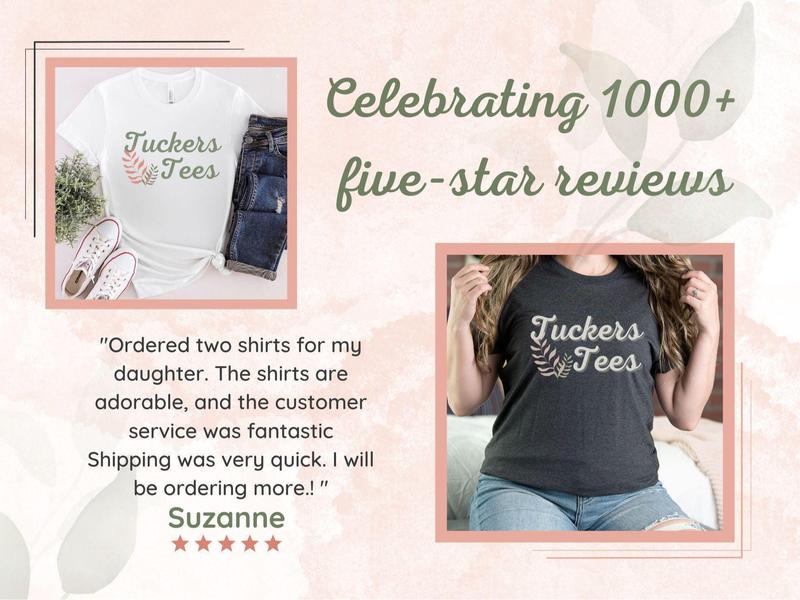 Celebrating 1000+
five-star reviews
Tuckers
Tees
Tuckers
Tees
"Ordered two shirts for my
daughter. The shirts are
adorable, and the customer
service was fantastic
Shipping was very quick. I will
be ordering more.! "
Suzanne